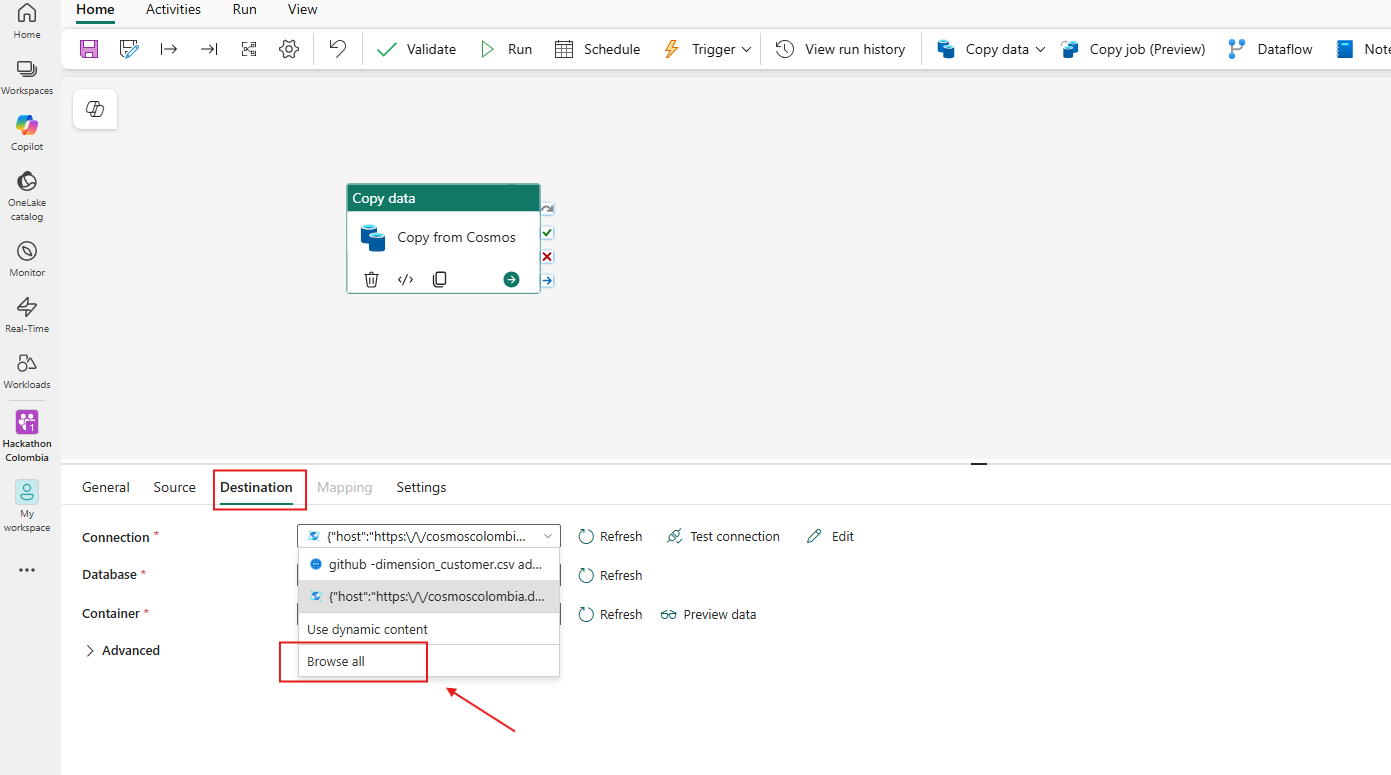 Home Activities Run View
Validate Run Schedule Trigger View run history Copy data Copy job (Preview) Dataflow Note
Home
Workspaces
Copilot
OneLake
catalog
Monitor
Real-Time
Workloads
Hackathon
Colombia
My
workspace
Copy data
Copy from Cosmos
General Source Destination Mapping Settings
Connection * {"host":"https:\/\/cosmoscolombi... Refresh Test connection Edit
github -dimension_customer.csv ad...
Database * Refresh
{"host":"https:\/\/cosmoscolombia.d...
Container * Refresh Preview data
Use dynamic content
Advanced
Browse all